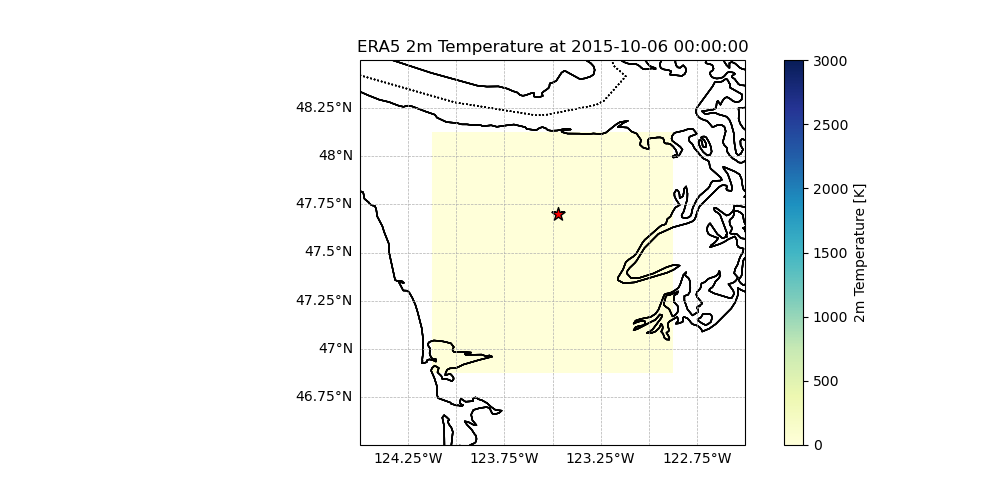 ERA5 2m Temperature at 2015-10-06 00:00:00
48.25°N
48°N
47.75°N
47.5°N
47.25°N
47°N
46.75°N
124.25°W 123.75°W 123.25°W 122.75°W
3000
2500
2000
1500
1000
500
0
2m Temperature [K]